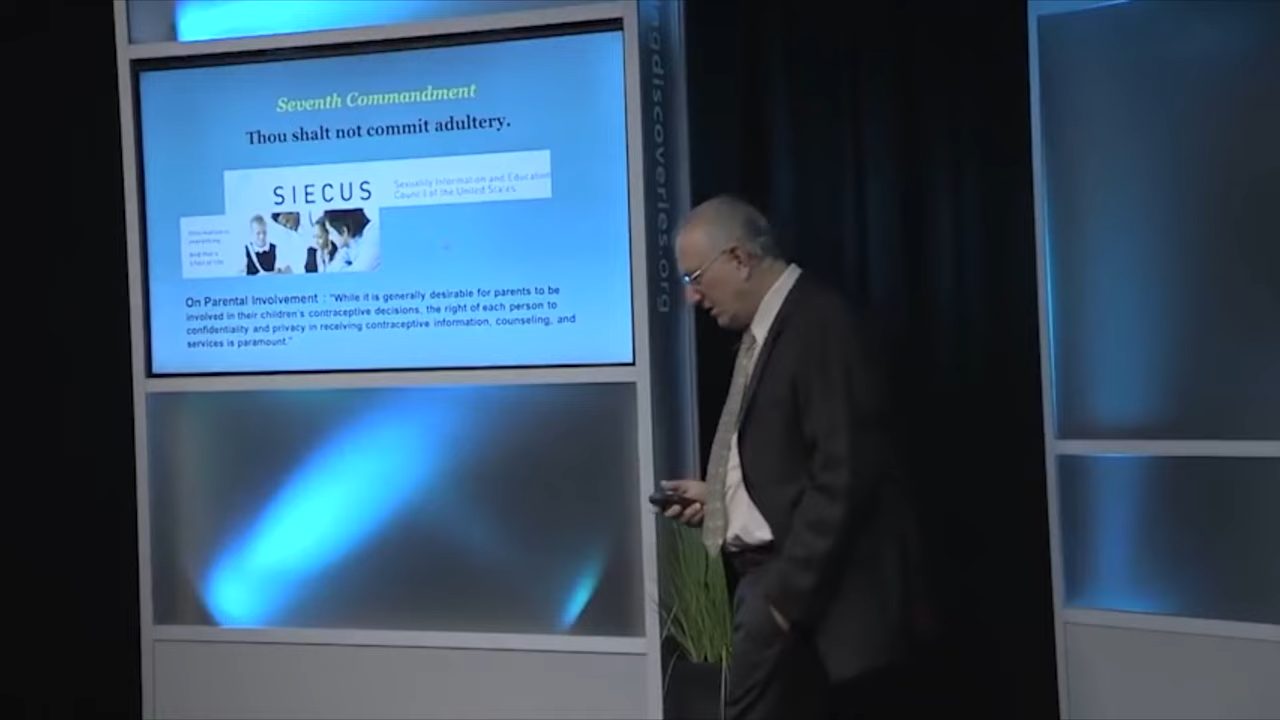 Seventh Commandment
Thou shalt not commit adultery.
SIECUS
Sexuality Information and Education
Council of the United States
On Parental Involvement : "While it is generally desirable for parents to be
involved in their children's contraceptive decisions, the right of each person to
confidentiality and privacy in receiving contraceptive information, counseling, and
services is paramount."
adiscoveries.org